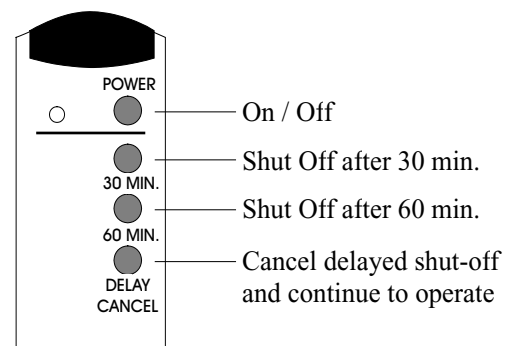 POWER
On / Off
Shut Off after 30 min.
30 MIN.
Shut Off after 60 min.
60 MIN.
Cancel delayed shut-off
and continue to operate
DELAY
CANCEL